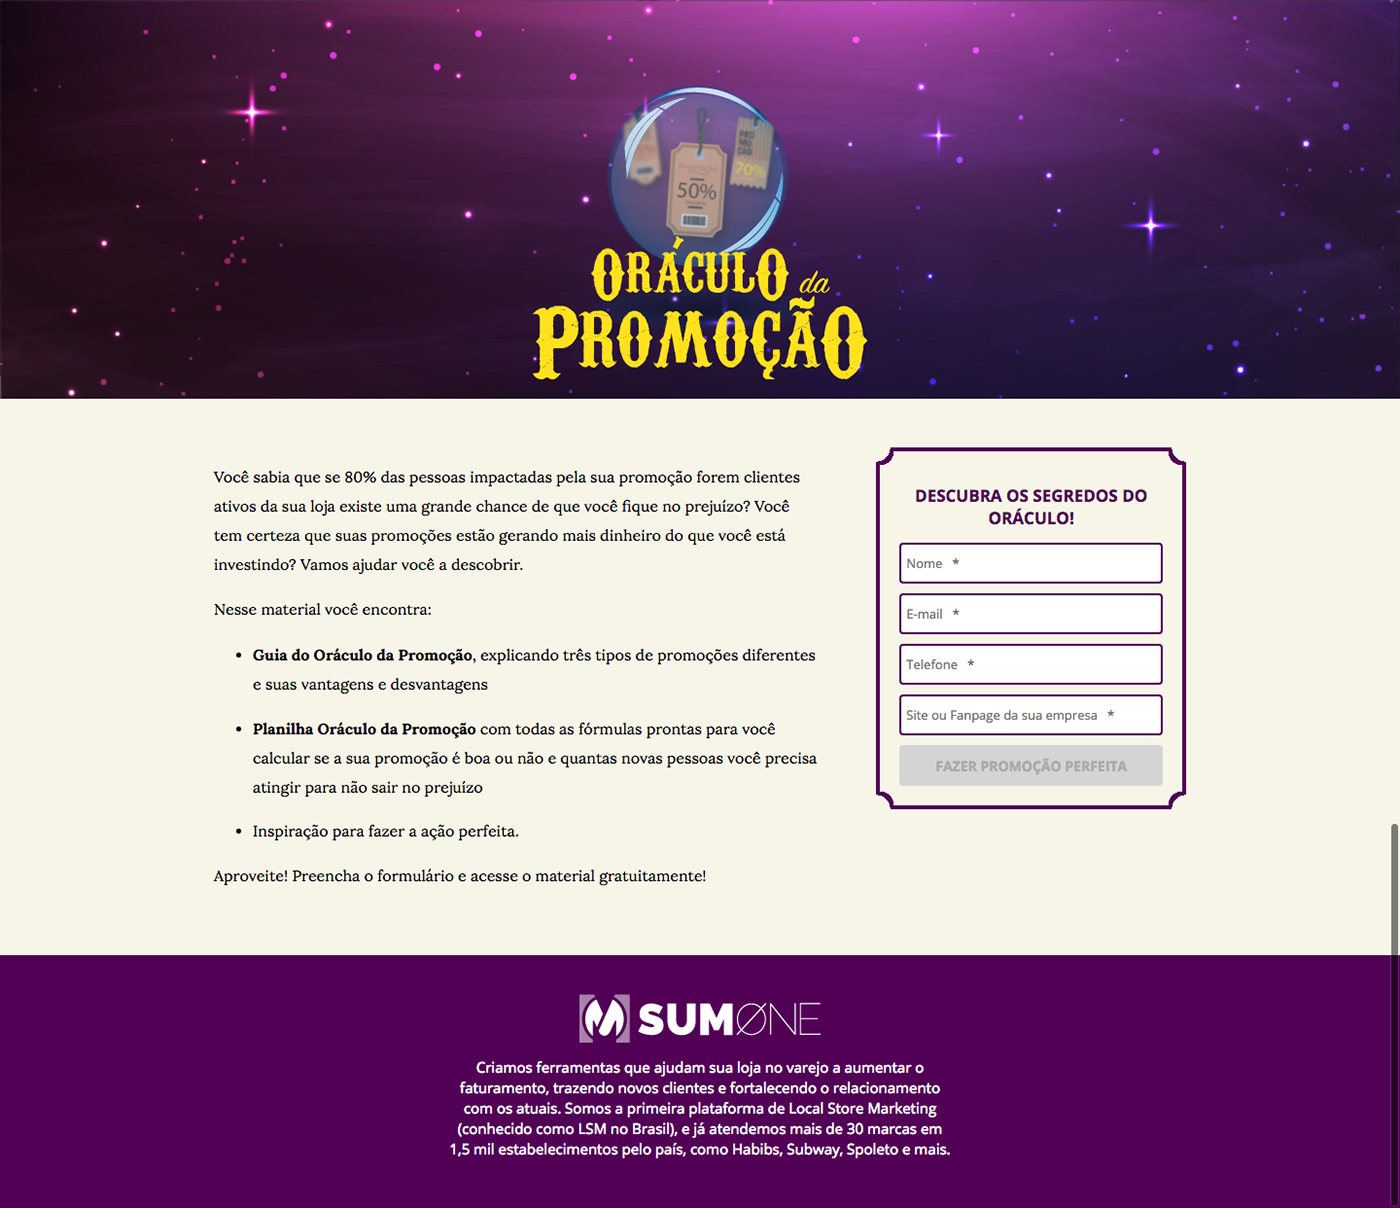 PRO
MO
ÇÃO
70%
50%
ORÁCULO da
PROMOÇÃO
Você sabia que se 80% das pessoas impactadas pela sua promoção forem clientes
ativos da sua loja existe uma grande chance de que você fique no prejuízo? Você
tem certeza que suas promoções estão gerando mais dinheiro do que você está
investindo? Vamos ajudar você a descobrir.
Nesse material você encontra:
• Guia do Oráculo da Promoção, explicando três tipos de promoções diferentes
e suas vantagens e desvantagens
• Planilha Oráculo da Promoção com todas as fórmulas prontas para você
calcular se a sua promoção é boa ou não e quantas novas pessoas você precisa
atingir para não sair no prejuízo
• Inspiração para fazer a ação perfeita.
Aproveite! Preencha o formulário e acesse o material gratuitamente!
DESCUBRA OS SEGREDOS DO
ORÁCULO!
Nome *
E-mail *
Telefone *
Site ou Fanpage da sua empresa *
FAZER PROMOÇÃO PERFEITA
SUMØNE
Criamos ferramentas que ajudam sua loja no varejo a aumentar o
faturamento, trazendo novos clientes e fortalecendo o relacionamento
com os atuais. Somos a primeira plataforma de Local Store Marketing
(conhecido como LSM no Brasil), e já atendemos mais de 30 marcas em
1,5 mil estabelecimentos pelo país, como Habibs, Subway, Spoleto e mais.